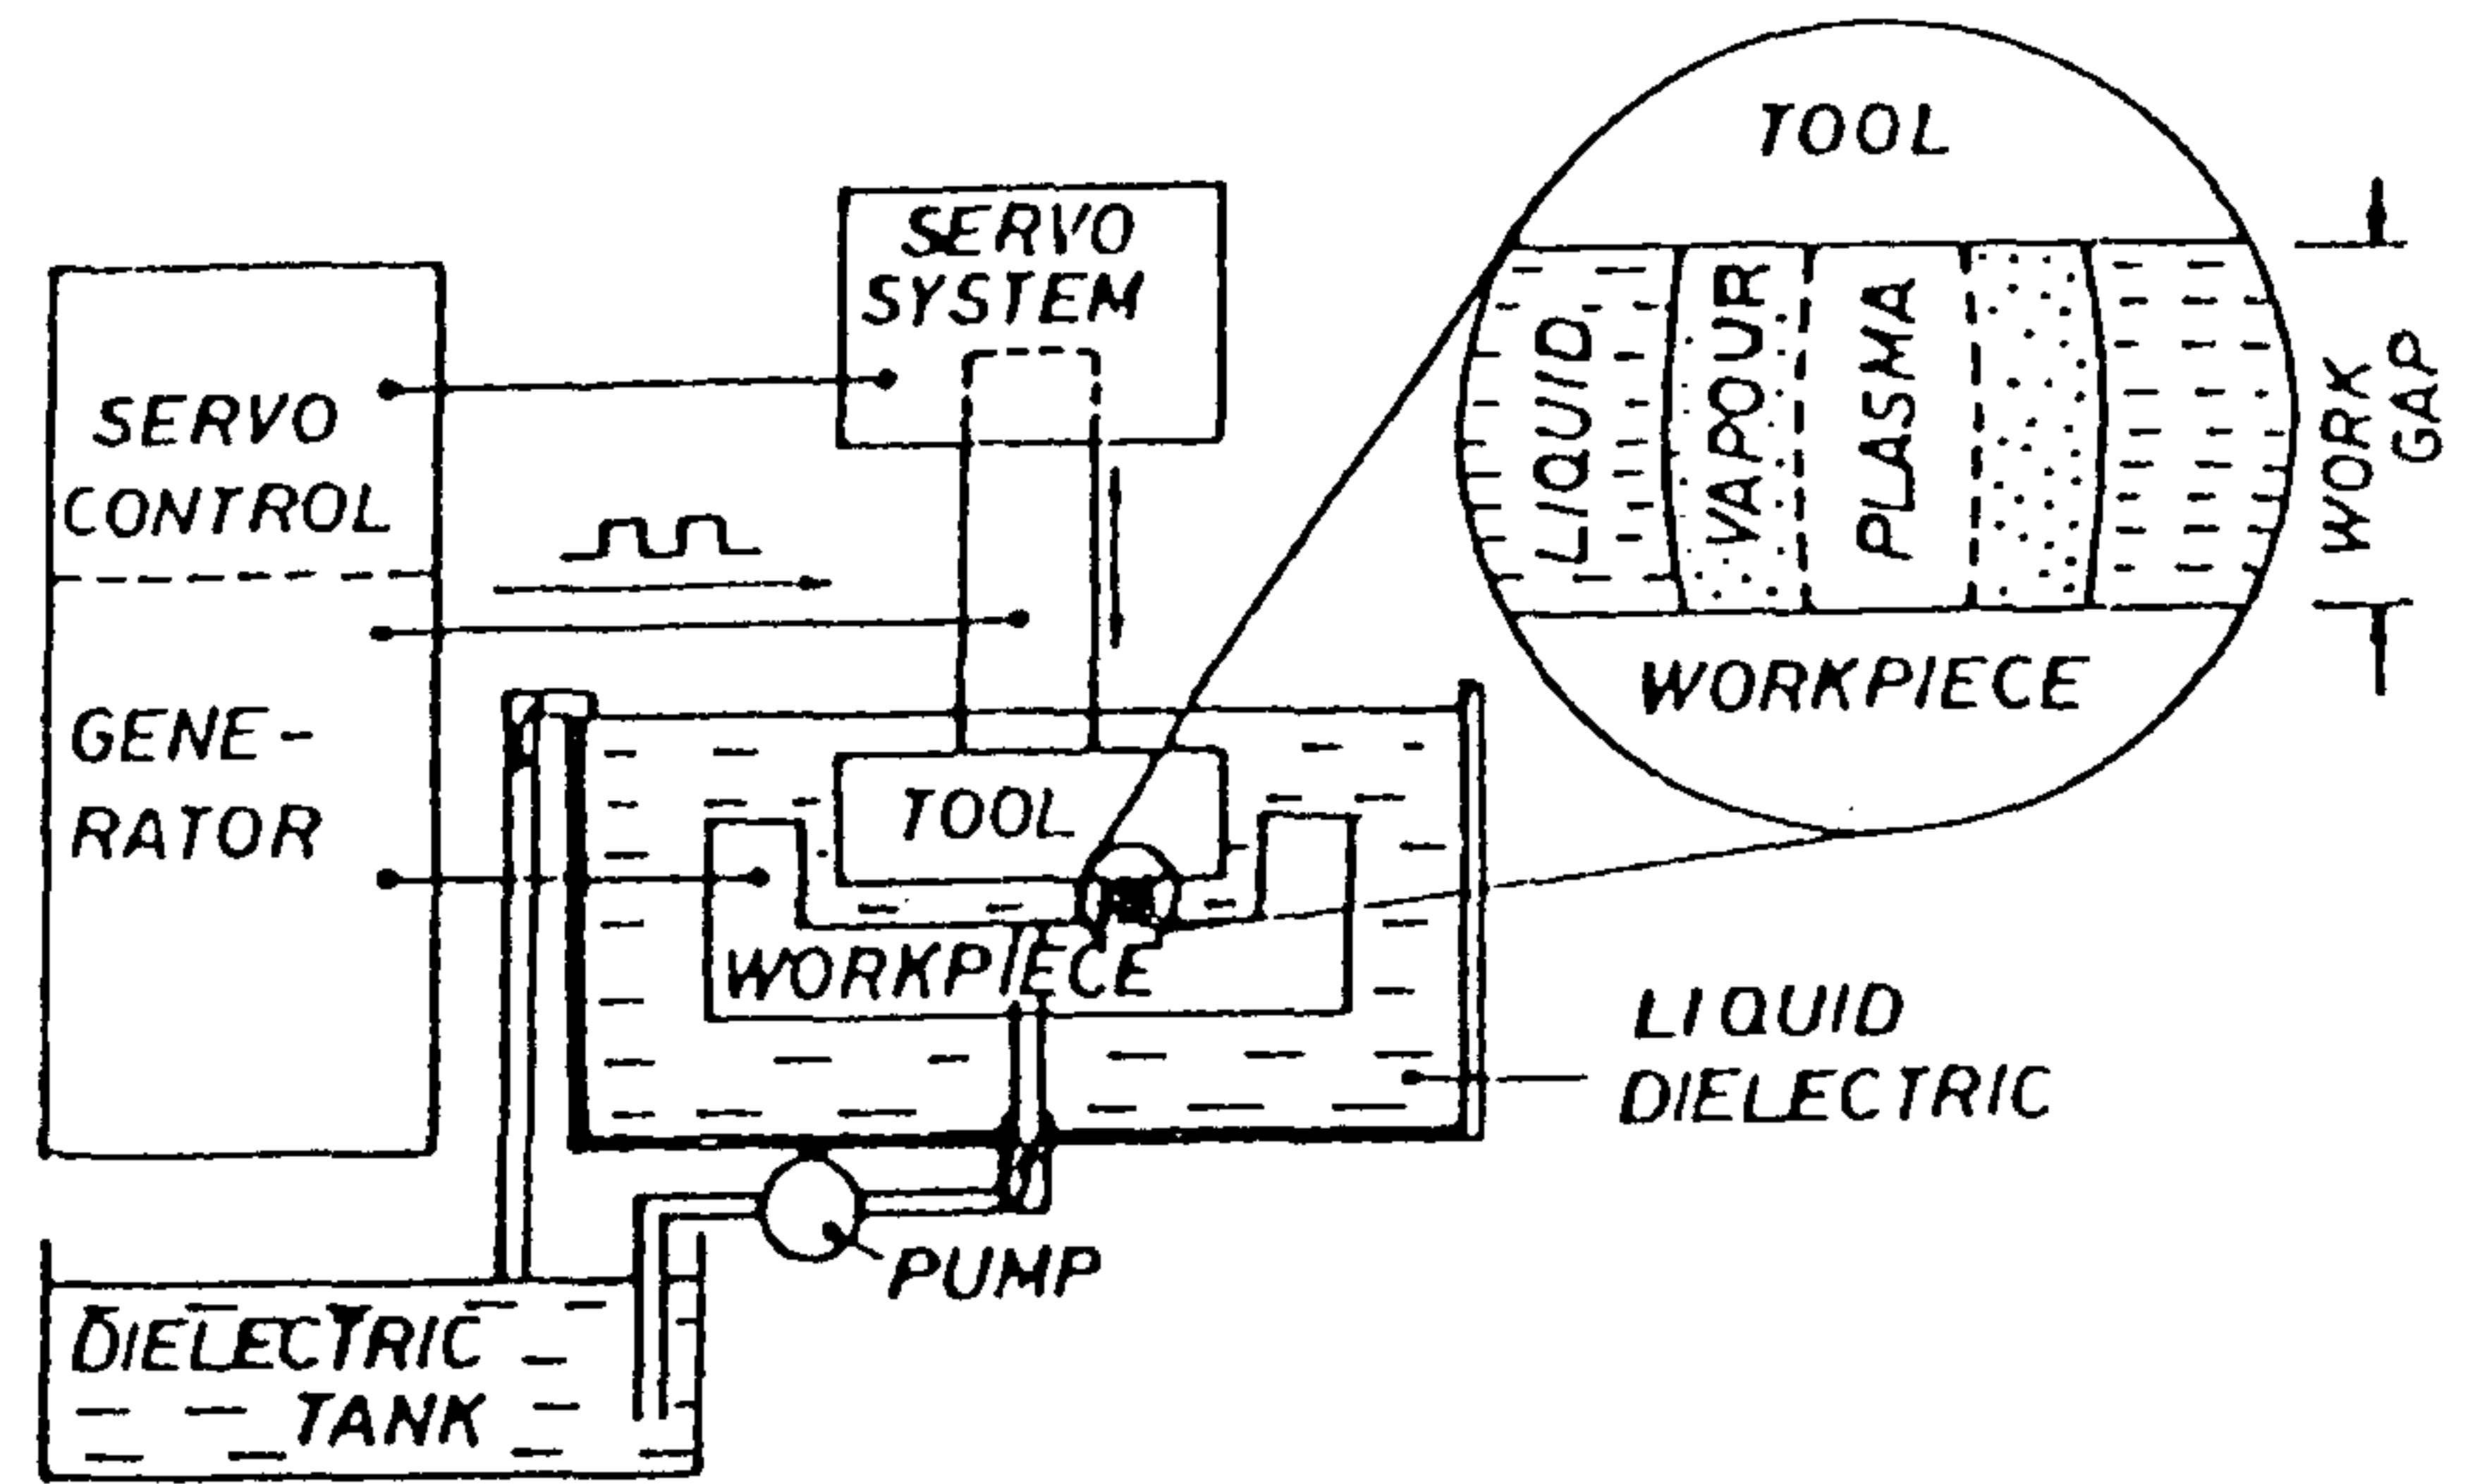 SERVO
CONTROL
GENE-
RATOR
SERVO
SYSTEM
TOOL
WORKPIECE
PUMP
DIELECTRIC
TANK
LIQUID
DIELECTRIC
TOOL
LIQUID
VAPOUR
PLASMA
WORKPIECE
WORK
GAP